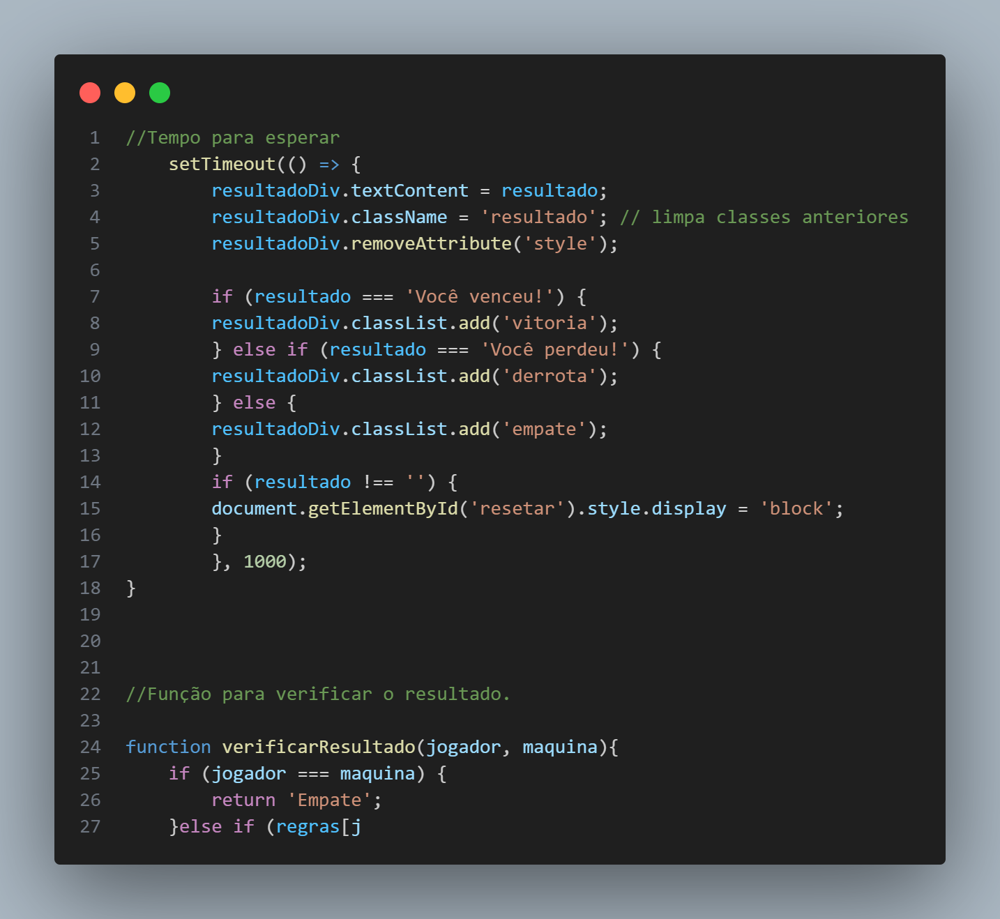 1 //Tempo para esperar
2     setTimeout(() => {
3         resultadoDiv.textContent = resultado;
4         resultadoDiv.className = 'resultado'; // limpa classes anteriores
5         resultadoDiv.removeAttribute('style');
6
7         if (resultado === 'Você venceu!') {
8         resultadoDiv.classList.add('vitoria');
9         } else if (resultado === 'Você perdeu!') {
10         resultadoDiv.classList.add('derrota');
11         } else {
12         resultadoDiv.classList.add('empate');
13         }
14         if (resultado !== '') {
15         document.getElementById('resetar').style.display = 'block';
16         }
17         }, 1000);
18 }
19
20
21
22 //Função para verificar o resultado.
23
24 function verificarResultado(jogador, maquina){
25     if (jogador === maquina) {
26         return 'Empate';
27     }else if (regras[j